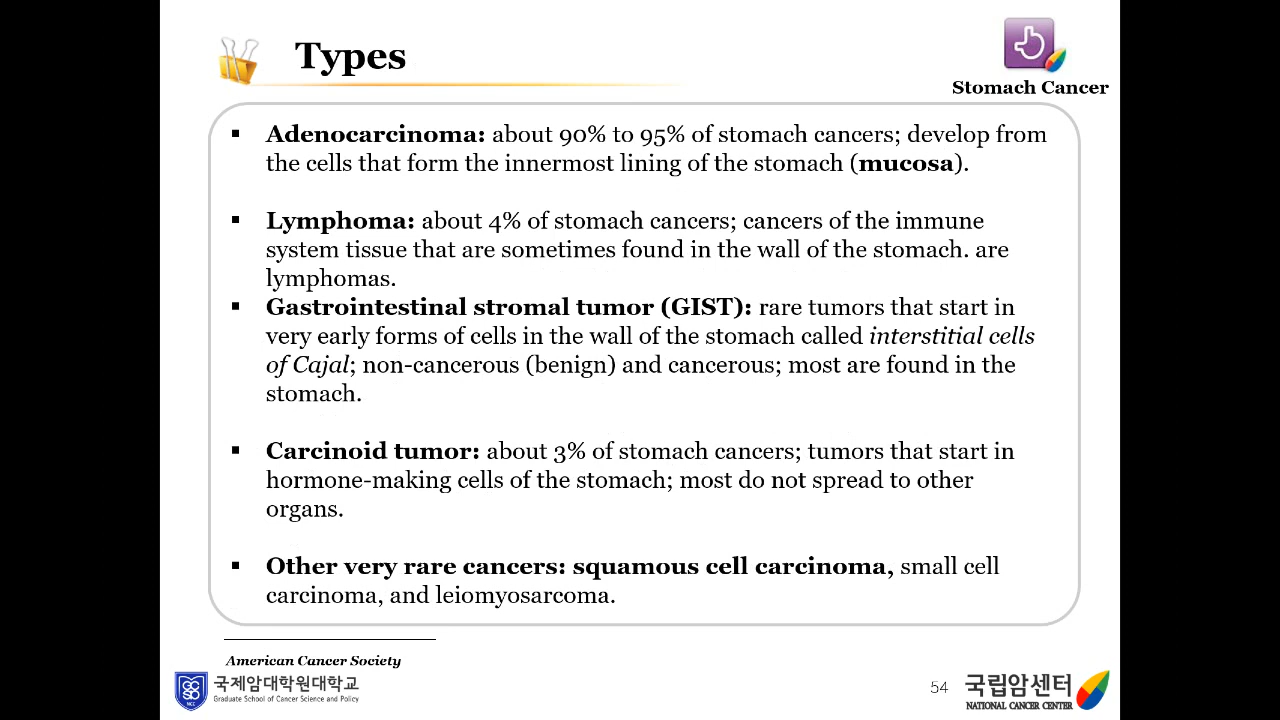 Types
Stomach Cancer
▪ Adenocarcinoma: about 90% to 95% of stomach cancers; develop from
the cells that form the innermost lining of the stomach (mucosa).
▪ Lymphoma: about 4% of stomach cancers; cancers of the immune
system tissue that are sometimes found in the wall of the stomach. are
lymphomas.
▪ Gastrointestinal stromal tumor (GIST): rare tumors that start in
very early forms of cells in the wall of the stomach called interstitial cells
of Cajal; non-cancerous (benign) and cancerous; most are found in the
stomach.
▪ Carcinoid tumor: about 3% of stomach cancers; tumors that start in
hormone-making cells of the stomach; most do not spread to other
organs.
▪ Other very rare cancers: squamous cell carcinoma, small cell
carcinoma, and leiomyosarcoma.
American Cancer Society
국제암대학원대학교
Graduate School of Cancer Science and Policy
54
국립암센터
NATIONAL CANCER CENTER